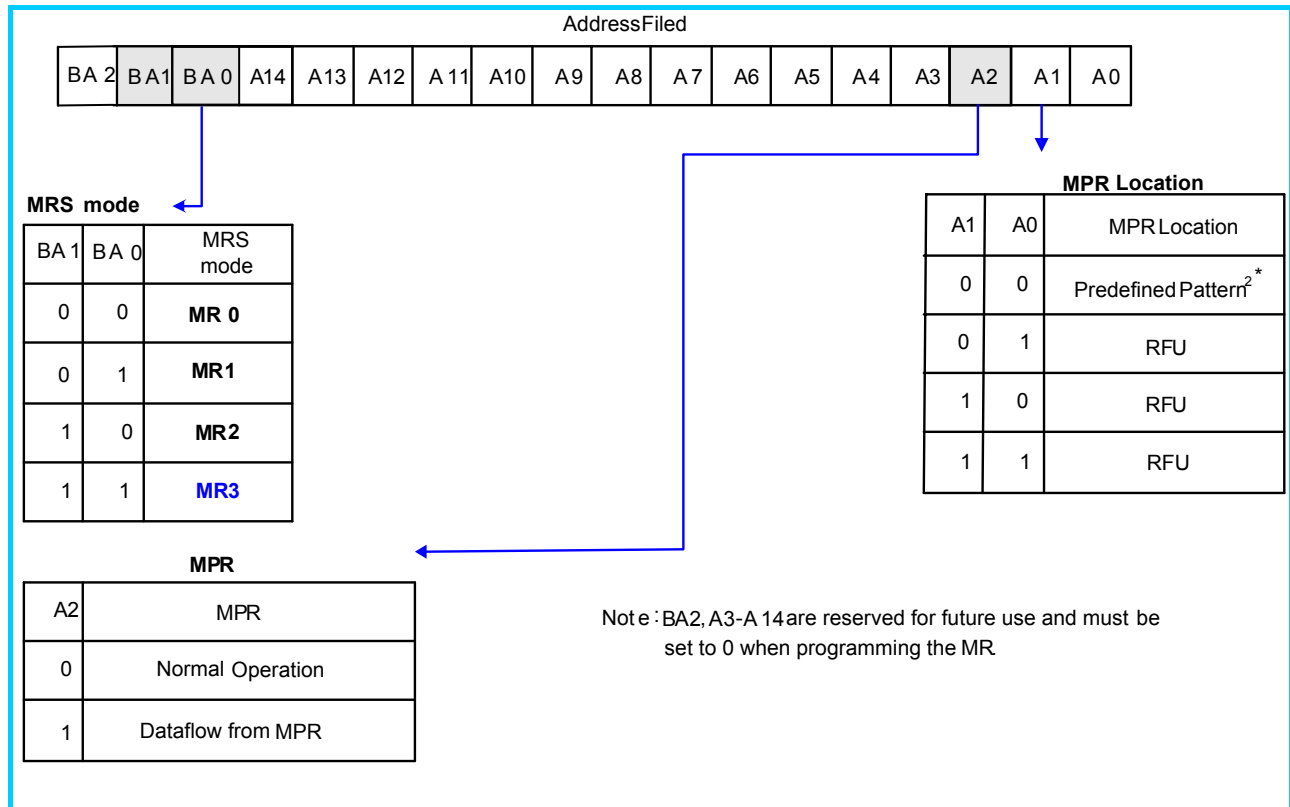 AddressFiled
BA 2 BA1 BA 0 A14 A13 A12 A 11 A10 A9 A8 A 7 A6 A5 A 4 A3 A2 A 1 A 0
MPR Location
A1 A0 MPR Location
0 0 Predefined Pattern2*
0 1 RFU
1 0 RFU
1 1 RFU
MRS mode
BA 1 BA 0 MRS mode
0 0 MR 0
0 1 MR1
1 0 MR2
1 1 MR3
MPR
A2 MPR
0 Normal Operation
1 Dataflow from MPR
Not e : BA2, A3-A 14 are reserved for future use and must be
set to 0 when programming the MR.